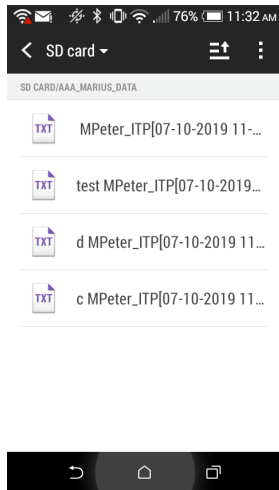 76% 11:32 AM
SD card
SD CARD/AAA_MARIUS_DATA
TXT MPeter_ITP[07-10-2019 11-...
TXT test MPeter_ITP[07-10-2019...
TXT d MPeter_ITP[07-10-2019 11...
TXT c MPeter_ITP[07-10-2019 11...